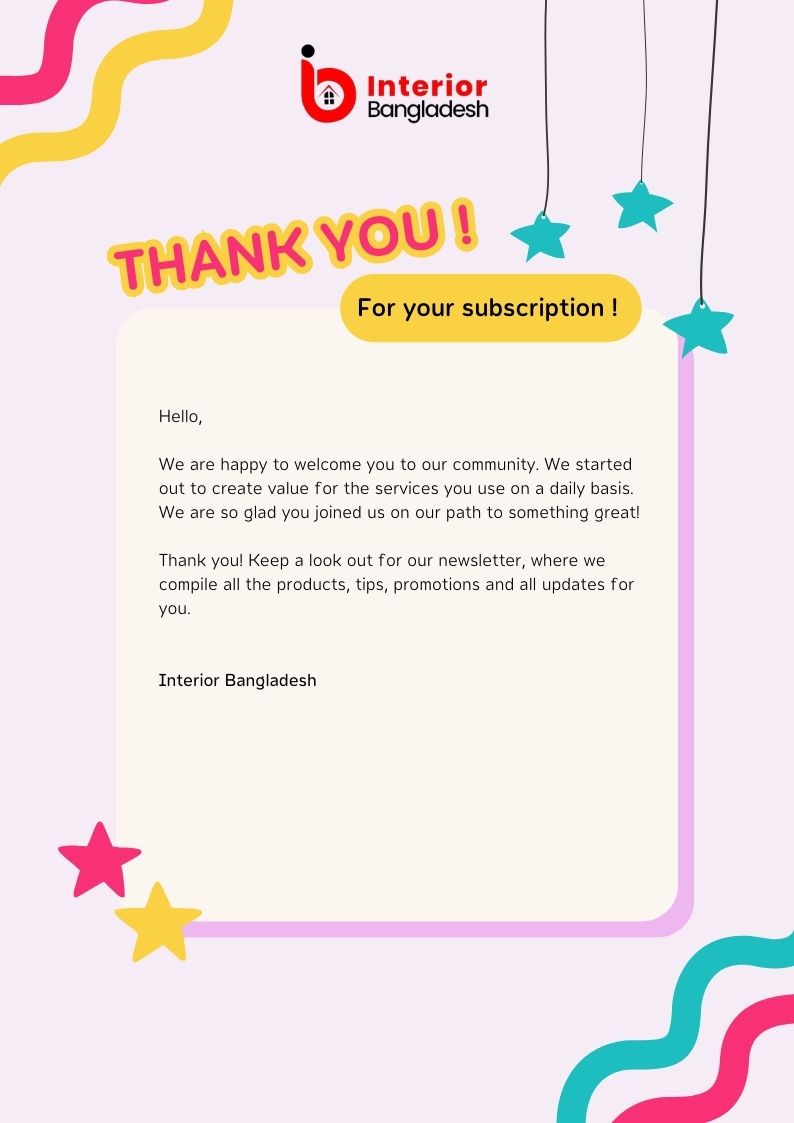 Interior
Bangladesh
THANK YOU !
For your subscription !
Hello,
We are happy to welcome you to our community. We started
out to create value for the services you use on a daily basis.
We are so glad you joined us on our path to something great!
Thank you! Keep a look out for our newsletter, where we
compile all the products, tips, promotions and all updates for
you.
Interior Bangladesh